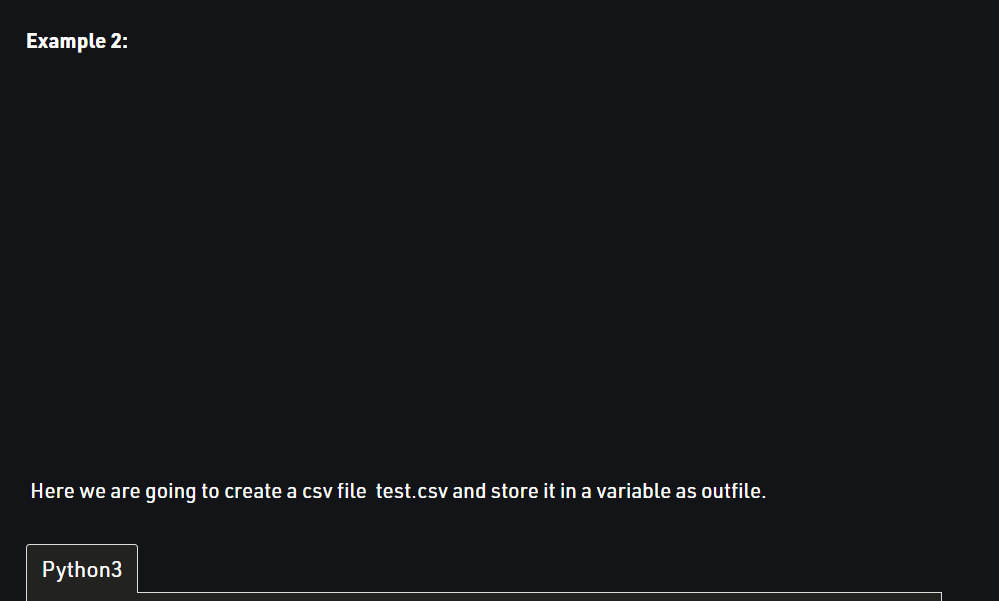 Example 2:
Here we are going to create a csv file  test.csv and store it in a variable as outfile.
Python3